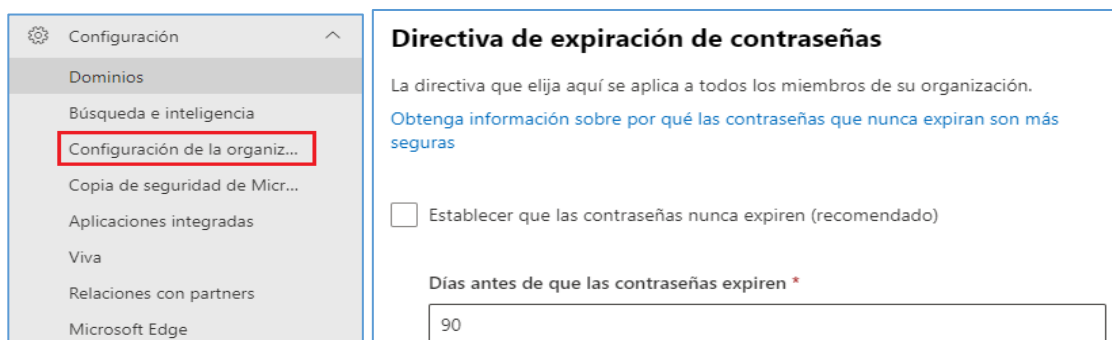 Configuración
Dominios
Búsqueda e inteligencia
Configuración de la organiz...
Copia de seguridad de Micr...
Aplicaciones integradas
Viva
Relaciones con partners
Microsoft Edge
Directiva de expiración de contraseñas
La directiva que elija aquí se aplica a todos los miembros de su organización.
Obtenga información sobre por qué las contraseñas que nunca expiran son más
seguras
Establecer que las contraseñas nunca expiren (recomendado)
Días antes de que las contraseñas expiren *
90